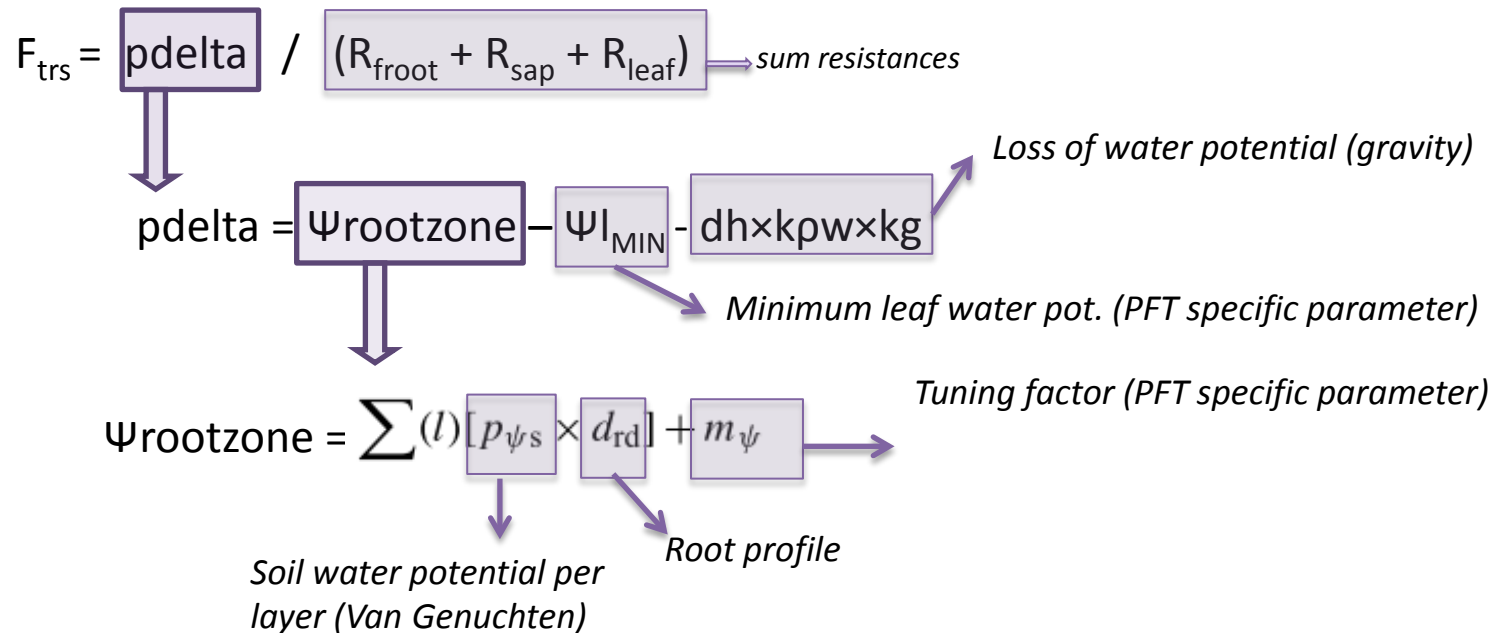 F_trs = pdelta / (R_froot + R_sap + R_leaf) sum resistances
Loss of water potential (gravity)
pdelta = Ψrootzone – Ψl_MIN - dh×kρw×kg
Minimum leaf water pot. (PFT specific parameter)
Tuning factor (PFT specific parameter)
Ψrootzone = ∑(l)[p_ψs × d_rd] + m_ψ
Root profile
Soil water potential per
layer (Van Genuchten)